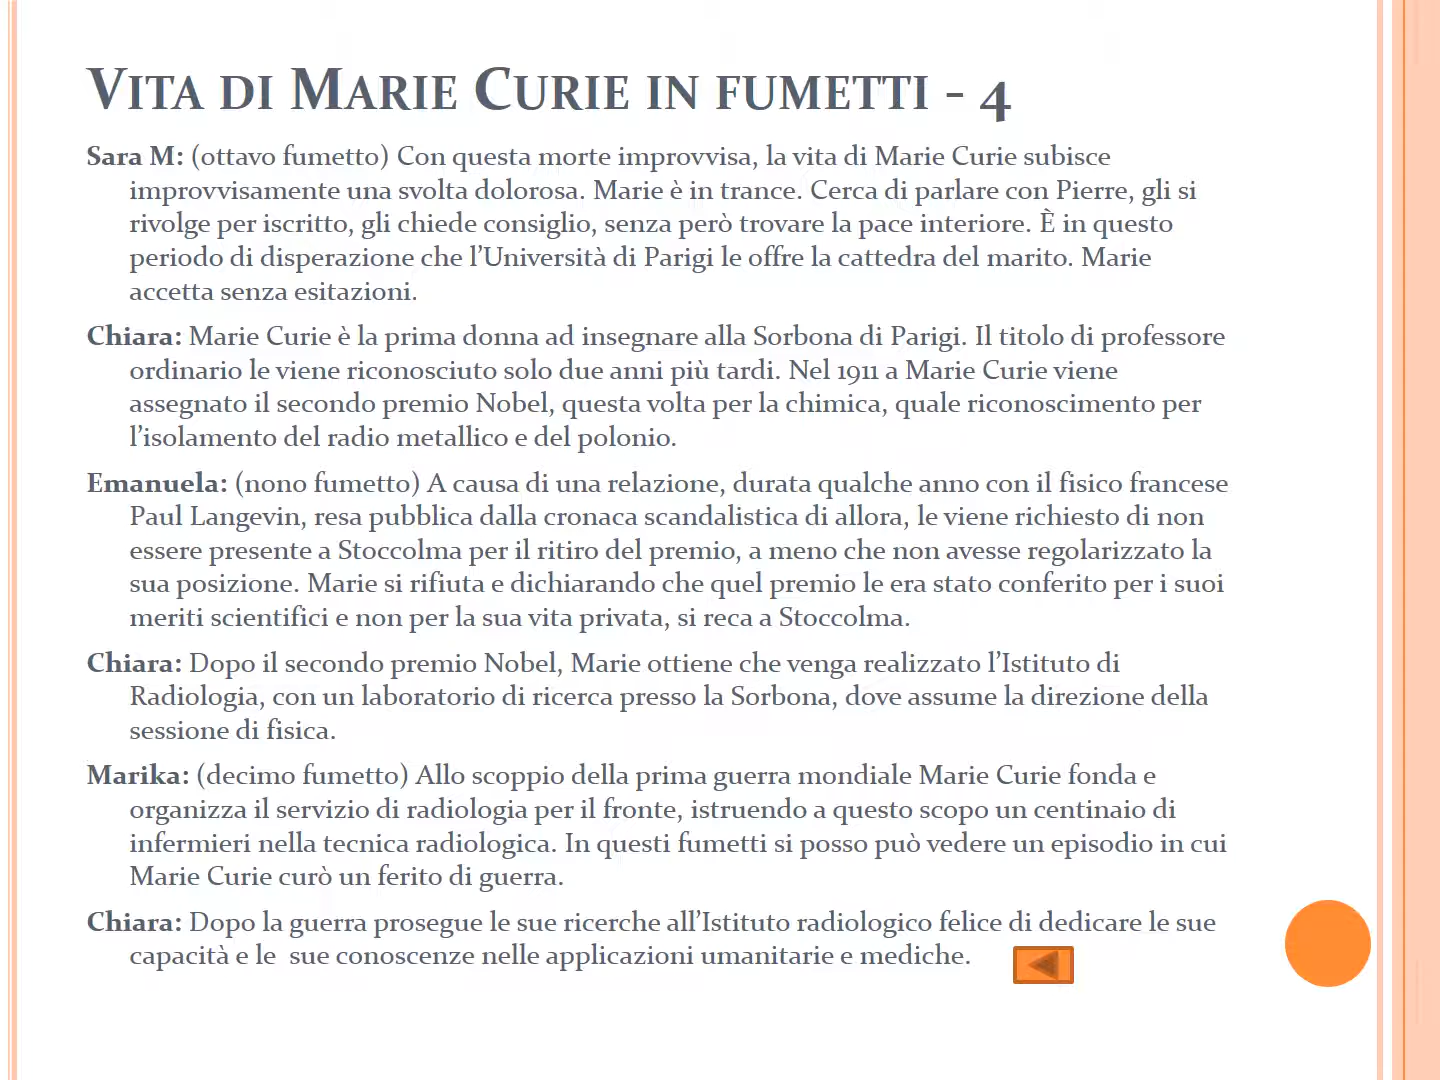 Vita di Marie Curie in fumetti - 4
Sara M: (ottavo fumetto) Con questa morte improvvisa, la vita di Marie Curie subisce
improvvisamente una svolta dolorosa. Marie è in trance. Cerca di parlare con Pierre, gli si
rivolge per iscritto, gli chiede consiglio, senza però trovare la pace interiore. È in questo
periodo di disperazione che l’Università di Parigi le offre la cattedra del marito. Marie
accetta senza esitazioni.
Chiara: Marie Curie è la prima donna ad insegnare alla Sorbona di Parigi. Il titolo di professore
ordinario le viene riconosciuto solo due anni più tardi. Nel 1911 a Marie Curie viene
assegnato il secondo premio Nobel, questa volta per la chimica, quale riconoscimento per
l’isolamento del radio metallico e del polonio.
Emanuela: (nono fumetto) A causa di una relazione, durata qualche anno con il fisico francese
Paul Langevin, resa pubblica dalla cronaca scandalistica di allora, le viene richiesto di non
essere presente a Stoccolma per il ritiro del premio, a meno che non avesse regolarizzato la
sua posizione. Marie si rifiuta e dichiarando che quel premio le era stato conferito per i suoi
meriti scientifici e non per la sua vita privata, si reca a Stoccolma.
Chiara: Dopo il secondo premio Nobel, Marie ottiene che venga realizzato l’Istituto di
Radiologia, con un laboratorio di ricerca presso la Sorbona, dove assume la direzione della
sessione di fisica.
Marika: (decimo fumetto) Allo scoppio della prima guerra mondiale Marie Curie fonda e
organizza il servizio di radiologia per il fronte, istruendo a questo scopo un centinaio di
infermieri nella tecnica radiologica. In questi fumetti si posso può vedere un episodio in cui
Marie Curie curò un ferito di guerra.
Chiara: Dopo la guerra prosegue le sue ricerche all’Istituto radiologico felice di dedicare le sue
capacità e le  sue conoscenze nelle applicazioni umanitarie e mediche.